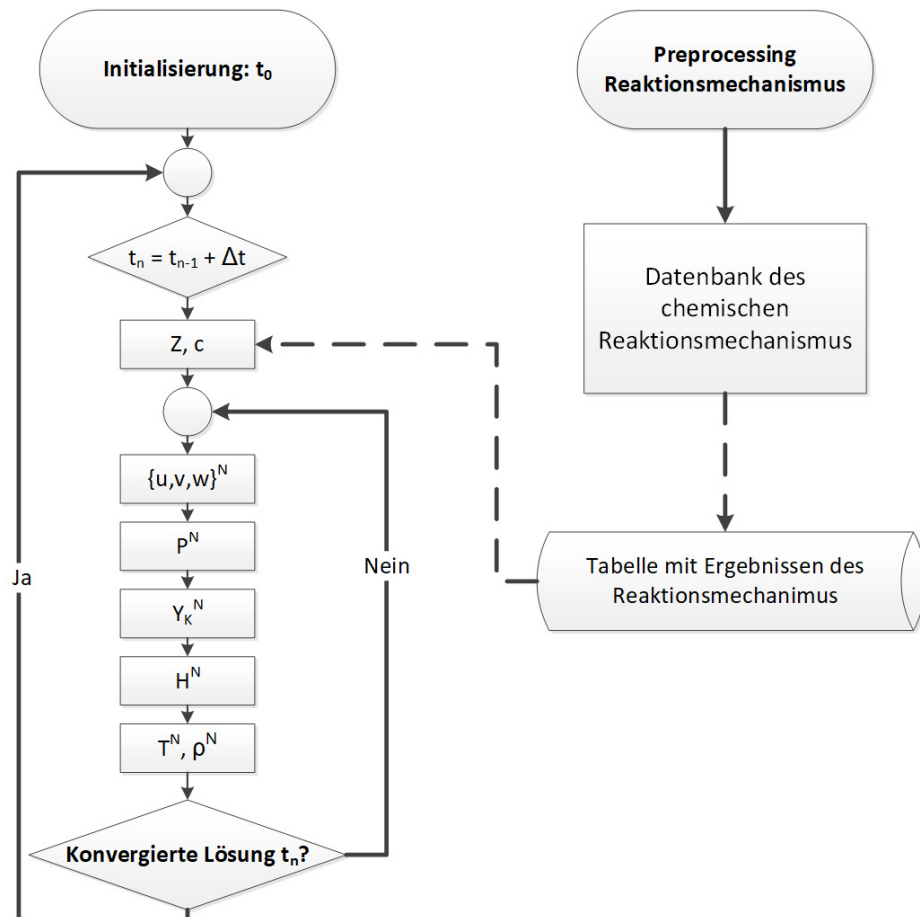 Initialisierung: t₀
Preprocessing
Reaktionsmechanismus
tₙ = tₙ₋₁ + Δt
Datenbank des
chemischen
Reaktionsmechanismus
Z, c
{u,v,w}ᴺ
Pᴺ
Nein
Ja
Tabelle mit Ergebnissen des
Reaktionsmechanimus
Y_Kᴺ
Hᴺ
Tᴺ, ρᴺ
Konvergierte Lösung tₙ?